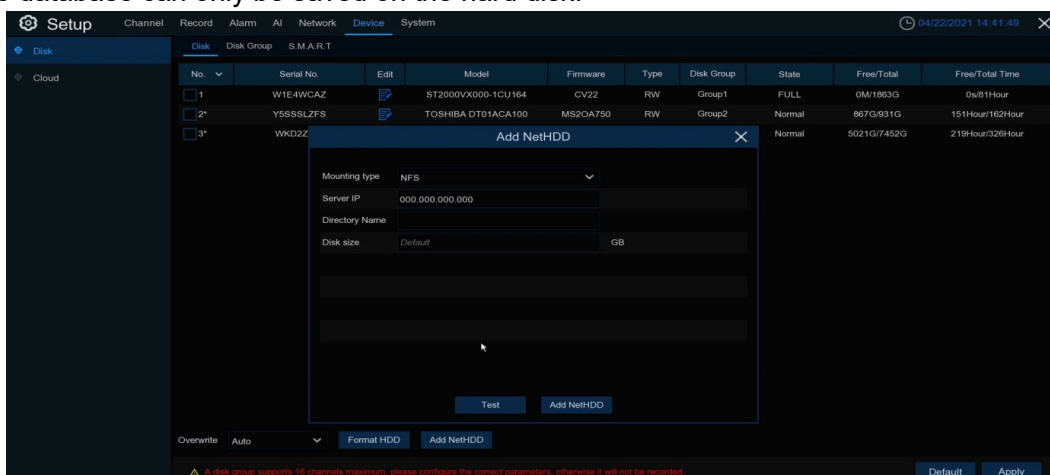 database can only be saved on the hard disk.
Setup Channel Record Alarm AI Network Device System 04/22/2021 14:41:49
Disk Disk Disk Group S.M.A.R.T
Cloud
No. Serial No. Edit Model Firmware Type Disk Group State Free/Total Free/Total Time
1 W1E4WCAZ ST2000VX000-1CU164 CV22 RW Group1 FULL 0M/1863G 0s/81Hour
2* Y5SSSLZFS TOSHIBA DT01ACA100 MS2OA750 RW Group2 Normal 867G/931G 151Hour/162Hour
3* WKD2Z Normal 5021G/7452G 219Hour/326Hour
Add NetHDD
Mounting type NFS
Server IP 000.000.000.000
Directory Name
Disk size Default GB
Test Add NetHDD
Overwrite Auto Format HDD Add NetHDD
A disk group supports 16 channels maximum, please configure the correct parameters, otherwise it will not be recorded. Default Apply